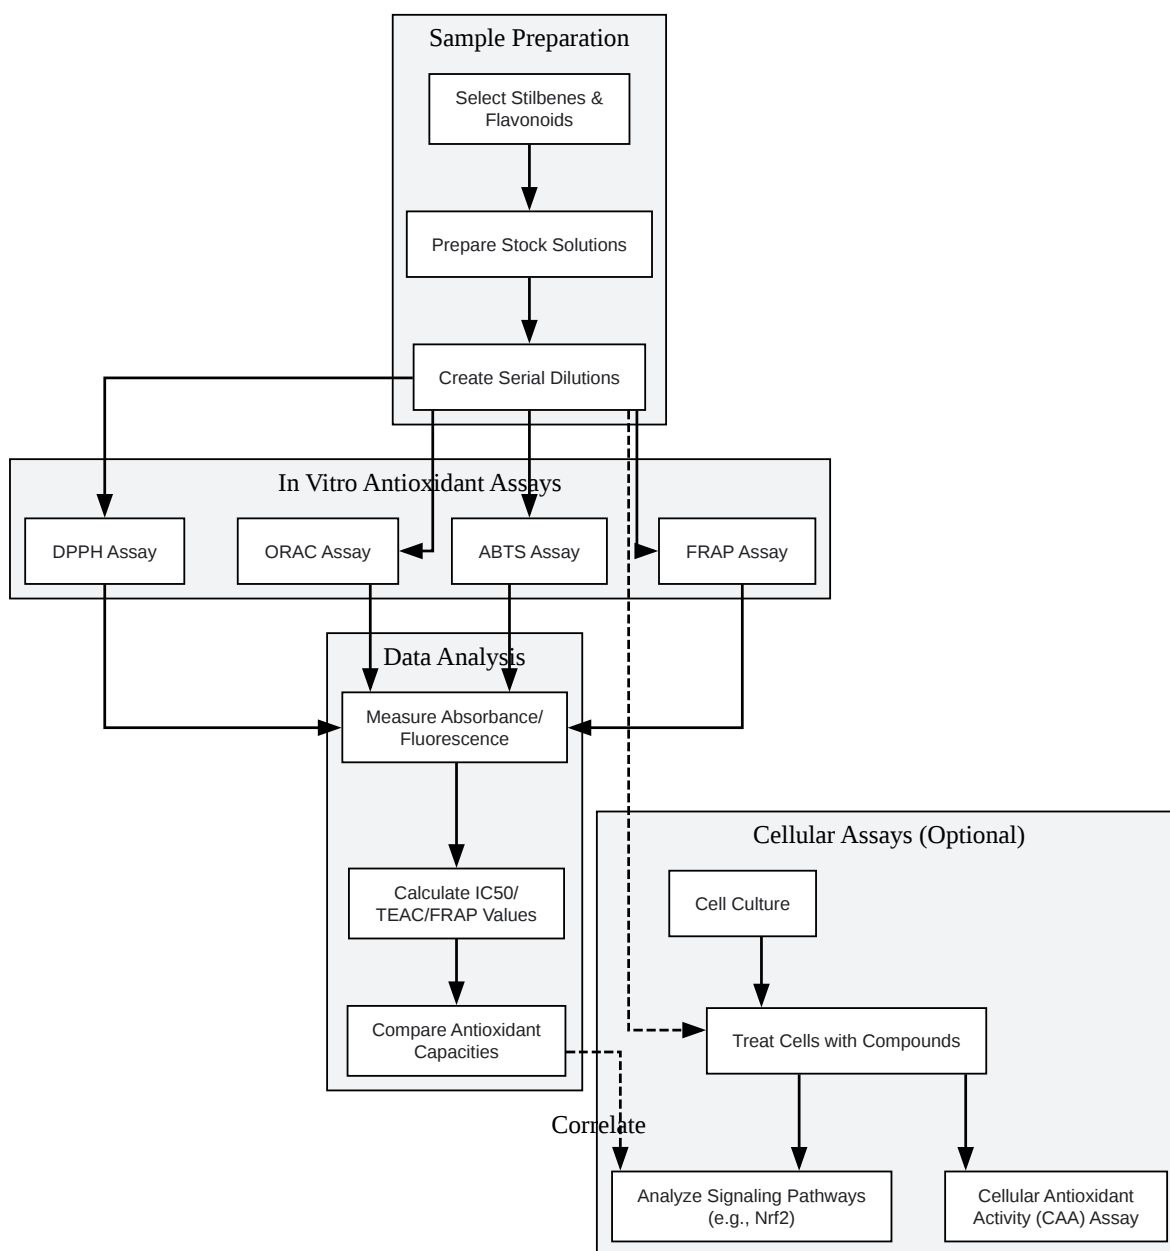 Sample Preparation
Select Stilbenes &
Flavonoids
Prepare Stock Solutions
Create Serial Dilutions
In Vitro Antioxidant Assays
DPPH Assay
ORAC Assay
ABTS Assay
FRAP Assay
Data Analysis
Measure Absorbance/
Fluorescence
Calculate IC50/
TEAC/FRAP Values
Compare Antioxidant
Capacities
Correlate
Cellular Assays (Optional)
Cell Culture
Treat Cells with Compounds
Analyze Signaling Pathways
(e.g., Nrf2)
Cellular Antioxidant
Activity (CAA) Assay